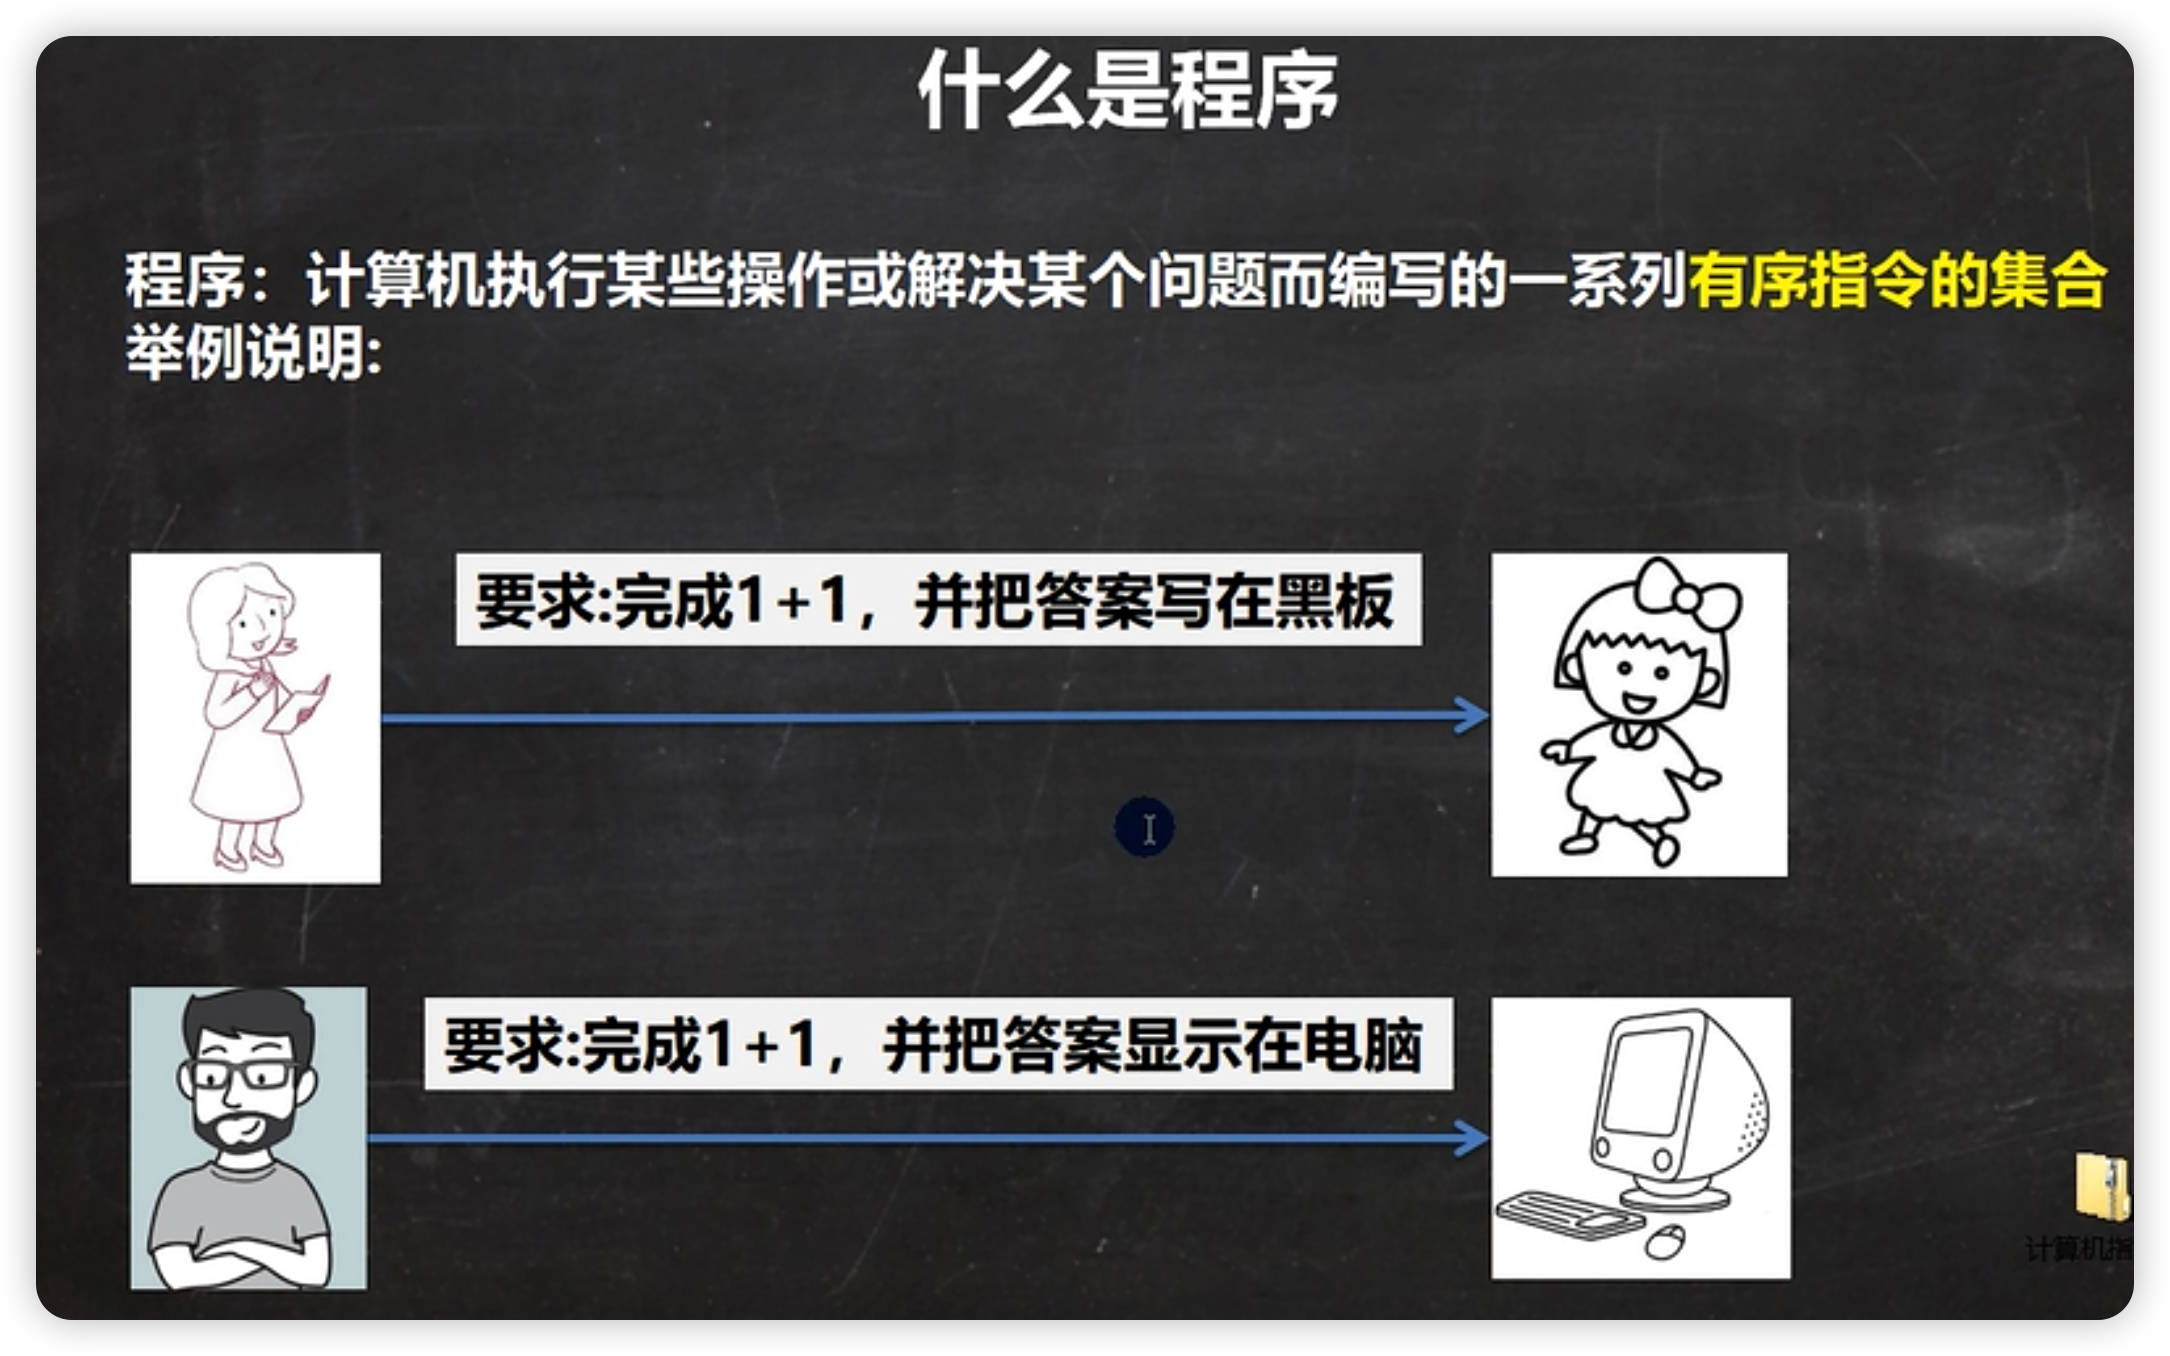 什么是程序
程序：计算机执行某些操作或解决某个问题而编写的一系列有序指令的集合
举例说明:
要求:完成1+1，并把答案写在黑板
要求:完成1+1，并把答案显示在电脑
计算机指